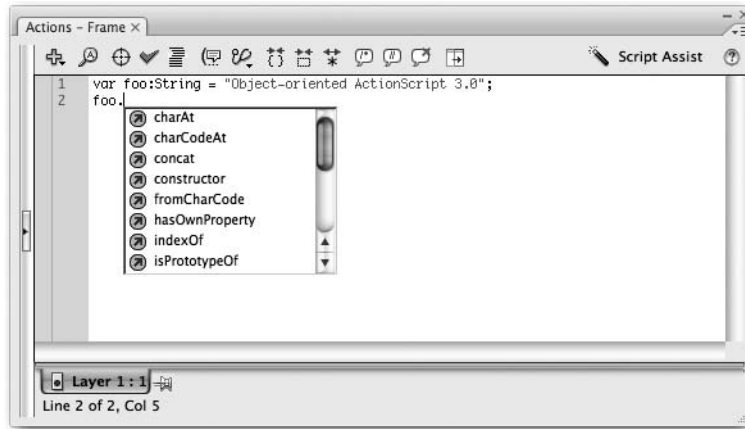 Actions – Frame ×
Script Assist
1 var foo:String = "Object-oriented ActionScript 3.0";
2 foo.
charAt
charCodeAt
concat
constructor
fromCharCode
hasOwnProperty
indexOf
isPrototypeOf
Layer 1 : 1
Line 2 of 2, Col 5